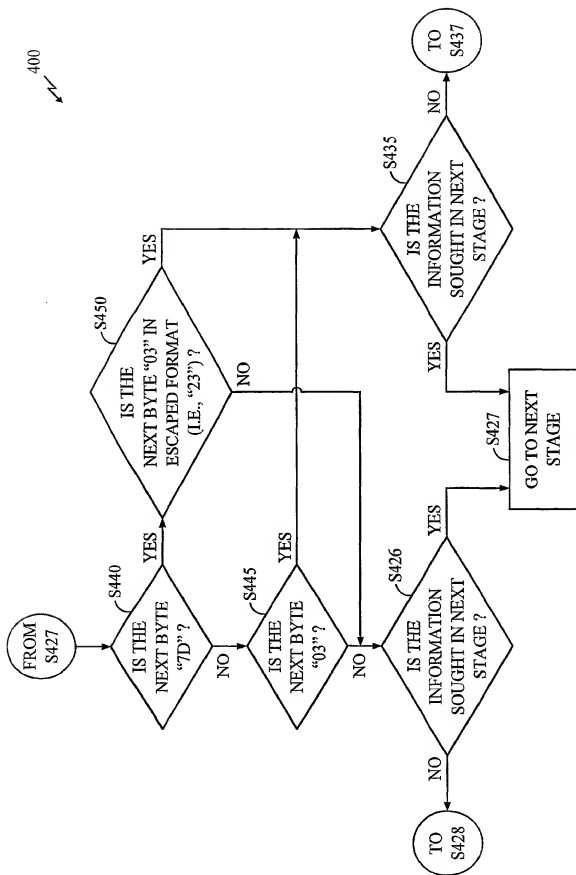 400
FROM
S427
S440
IS THE
NEXT BYTE
“7D” ?
YES
NO
S450
IS THE
NEXT BYTE “03” IN
ESCAPED FORMAT
(I.E., “23”) ?
YES
NO
S445
IS THE
NEXT BYTE
“03” ?
YES
NO
S426
IS THE
INFORMATION
SOUGHT IN NEXT
STAGE ?
YES
NO
TO
S428
S435
IS THE
INFORMATION
SOUGHT IN NEXT
STAGE ?
NO
YES
TO
S437
S427
GO TO NEXT
STAGE